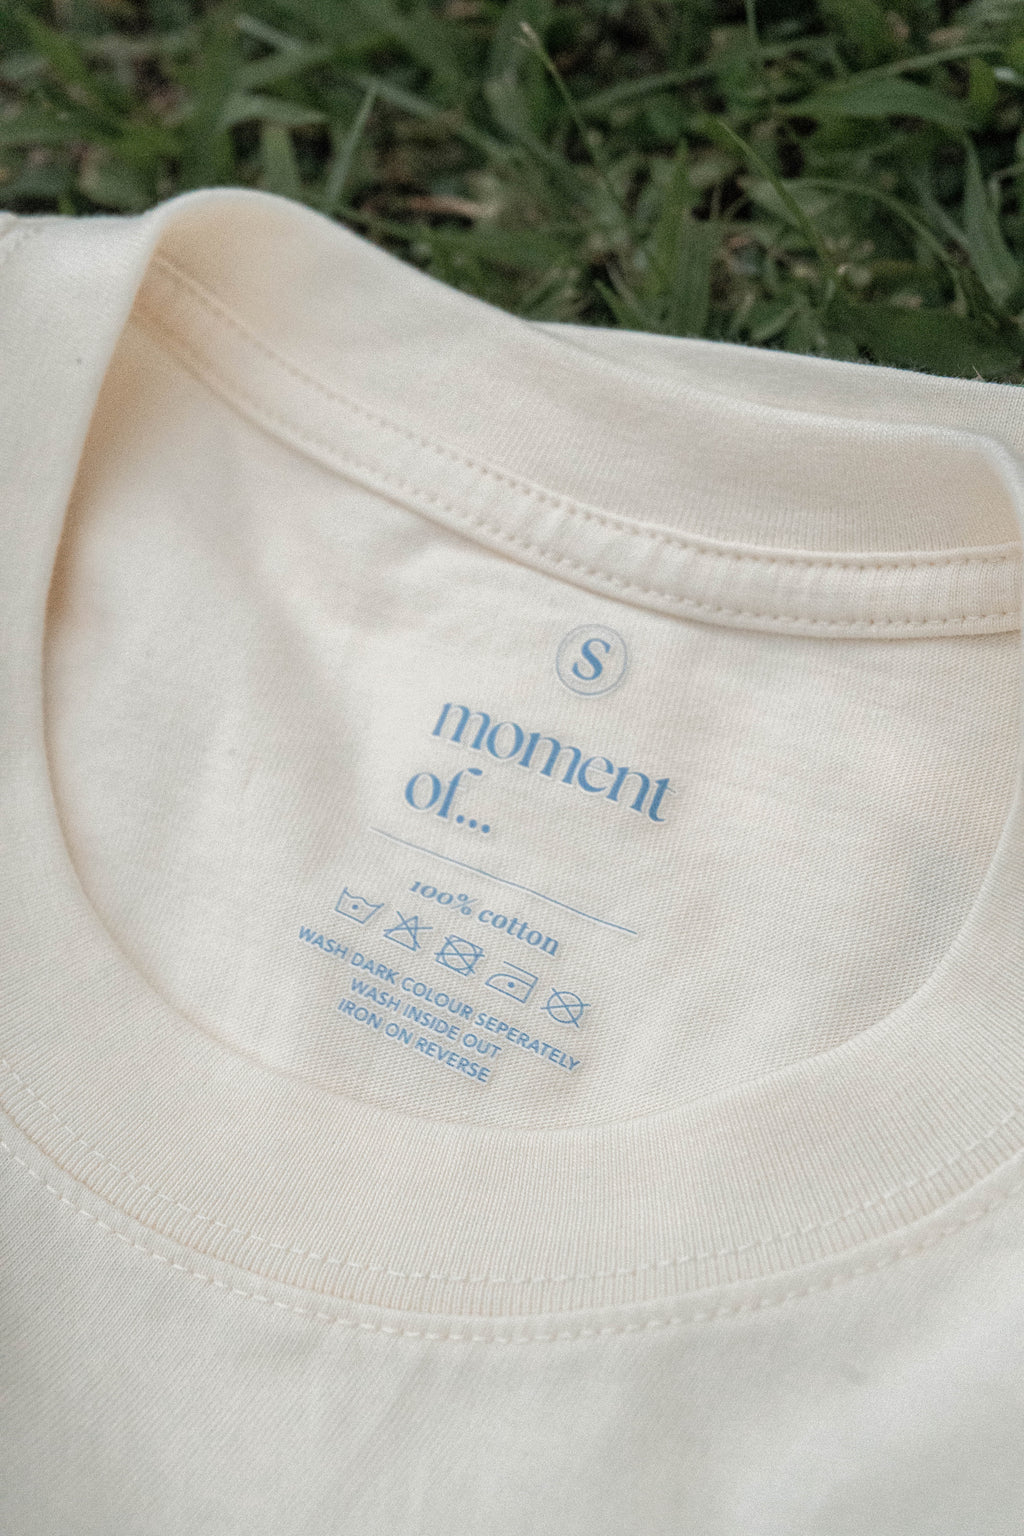 S
moment
of...
100% cotton
WASH DARK COLOUR SEPERATELY
WASH INSIDE OUT
IRON ON REVERSE